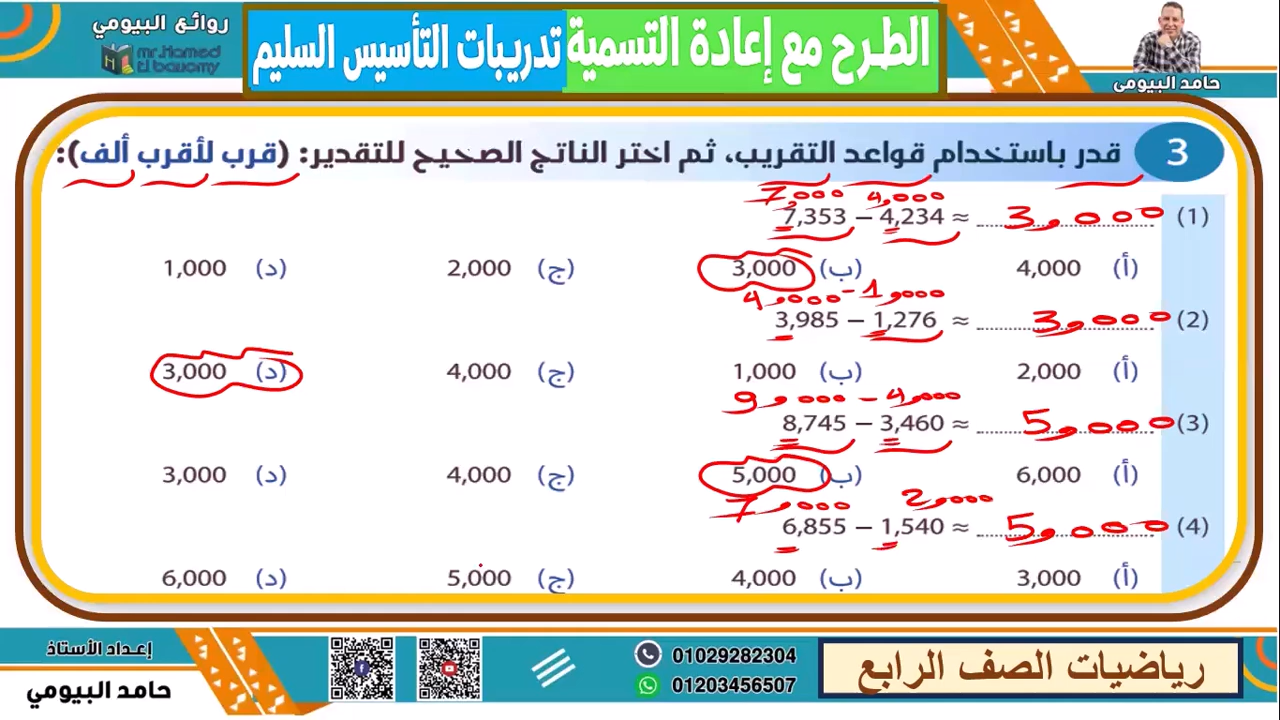 روائع البيومي
mr.Hamed
El bauomy
الطرح مع إعادة التسمية تدريبات التأسيس السليم
حامد البيومى
3 قدر باستخدام قواعد التقريب، ثم اختر الناتج الصحيح للتقدير: (قرب لأقرب ألف):
7,000 4,000
(1) 7,353 – 4,234 ≈ 3,000
(أ) 4,000 (ب) 3,000 (ج) 2,000 (د) 1,000
4,000 - 1,000
(2) 3,985 – 1,276 ≈ 3,000
(أ) 2,000 (ب) 1,000 (ج) 4,000 (د) 3,000
9,000 - 4,000
(3) 8,745 – 3,460 ≈ 5,000
(أ) 6,000 (ب) 5,000 (ج) 4,000 (د) 3,000
7,000 2,000
(4) 6,855 – 1,540 ≈ 5,000
(أ) 3,000 (ب) 4,000 (ج) 5,000 (د) 6,000
رياضيات الصف الرابع
01029282304
01203456507
إعداد الأستاذ
حامد البيومي